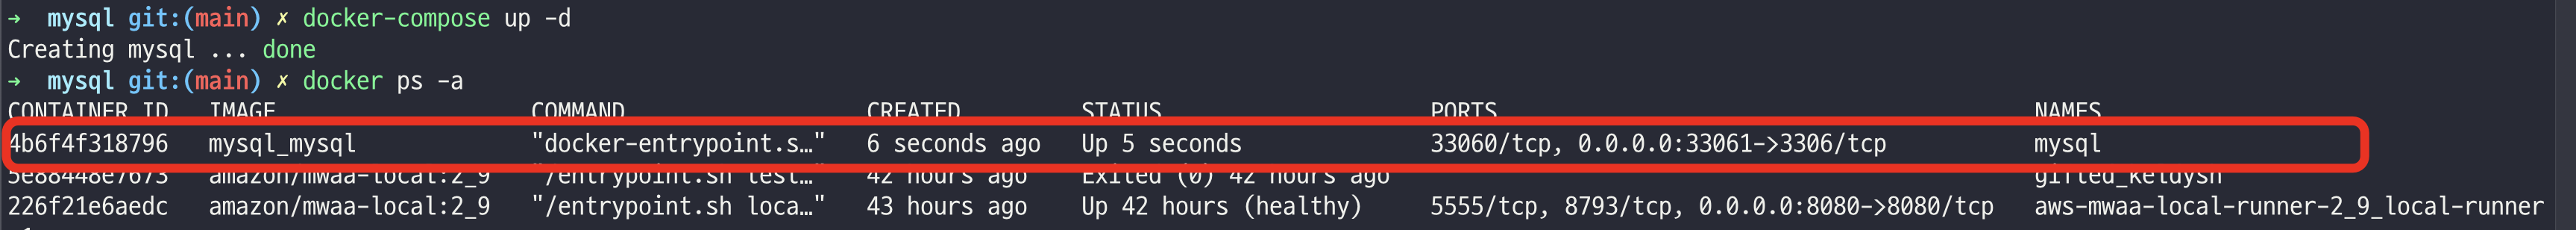 → mysql git:(main) ✗ docker-compose up -d
Creating mysql ... done
→ mysql git:(main) ✗ docker ps -a
CONTAINER ID IMAGE COMMAND CREATED STATUS PORTS NAMES
4b6f4f318796 mysql_mysql "docker-entrypoint.s…" 6 seconds ago Up 5 seconds 33060/tcp, 0.0.0.0:33061->3306/tcp mysql
5e88448e7673 amazon/mwaa-local:2_9 "/entrypoint.sh test…" 42 hours ago Exited (0) 42 hours ago gifted_keldysh
226f21e6aedc amazon/mwaa-local:2_9 "/entrypoint.sh loca…" 43 hours ago Up 42 hours (healthy) 5555/tcp, 8793/tcp, 0.0.0.0:8080->8080/tcp aws-mwaa-local-runner-2_9_local-runner